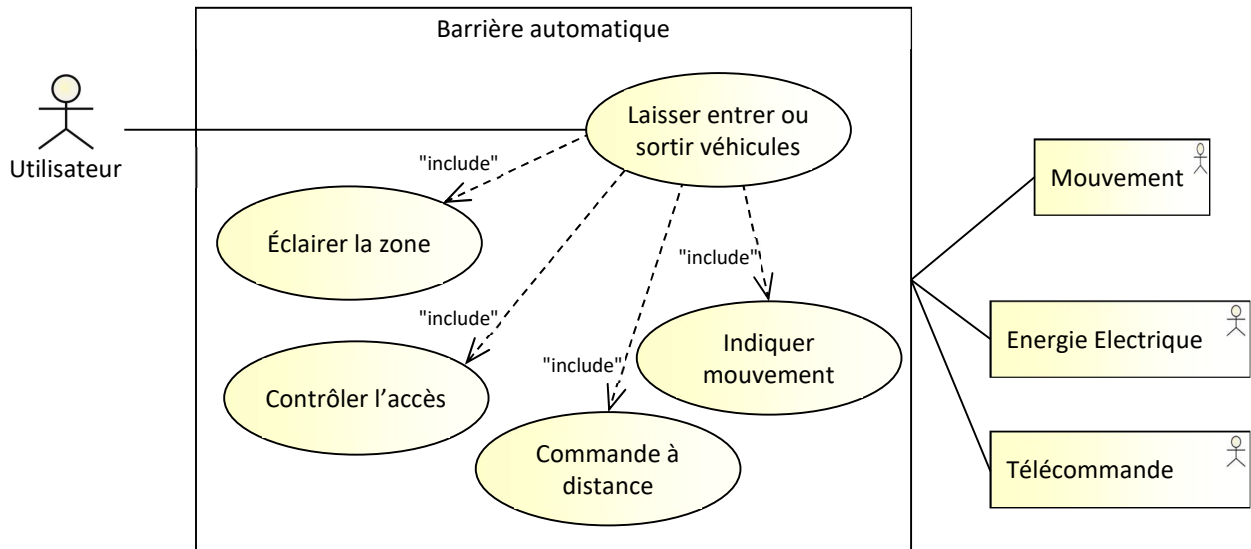 Barrière automatique
Utilisateur
Laisser entrer ou
sortir véhicules
"include"
Éclairer la zone
"include"
Contrôler l'accès
"include"
Commande à
distance
"include"
Indiquer
mouvement
Mouvement
Energie Electrique
Télécommande